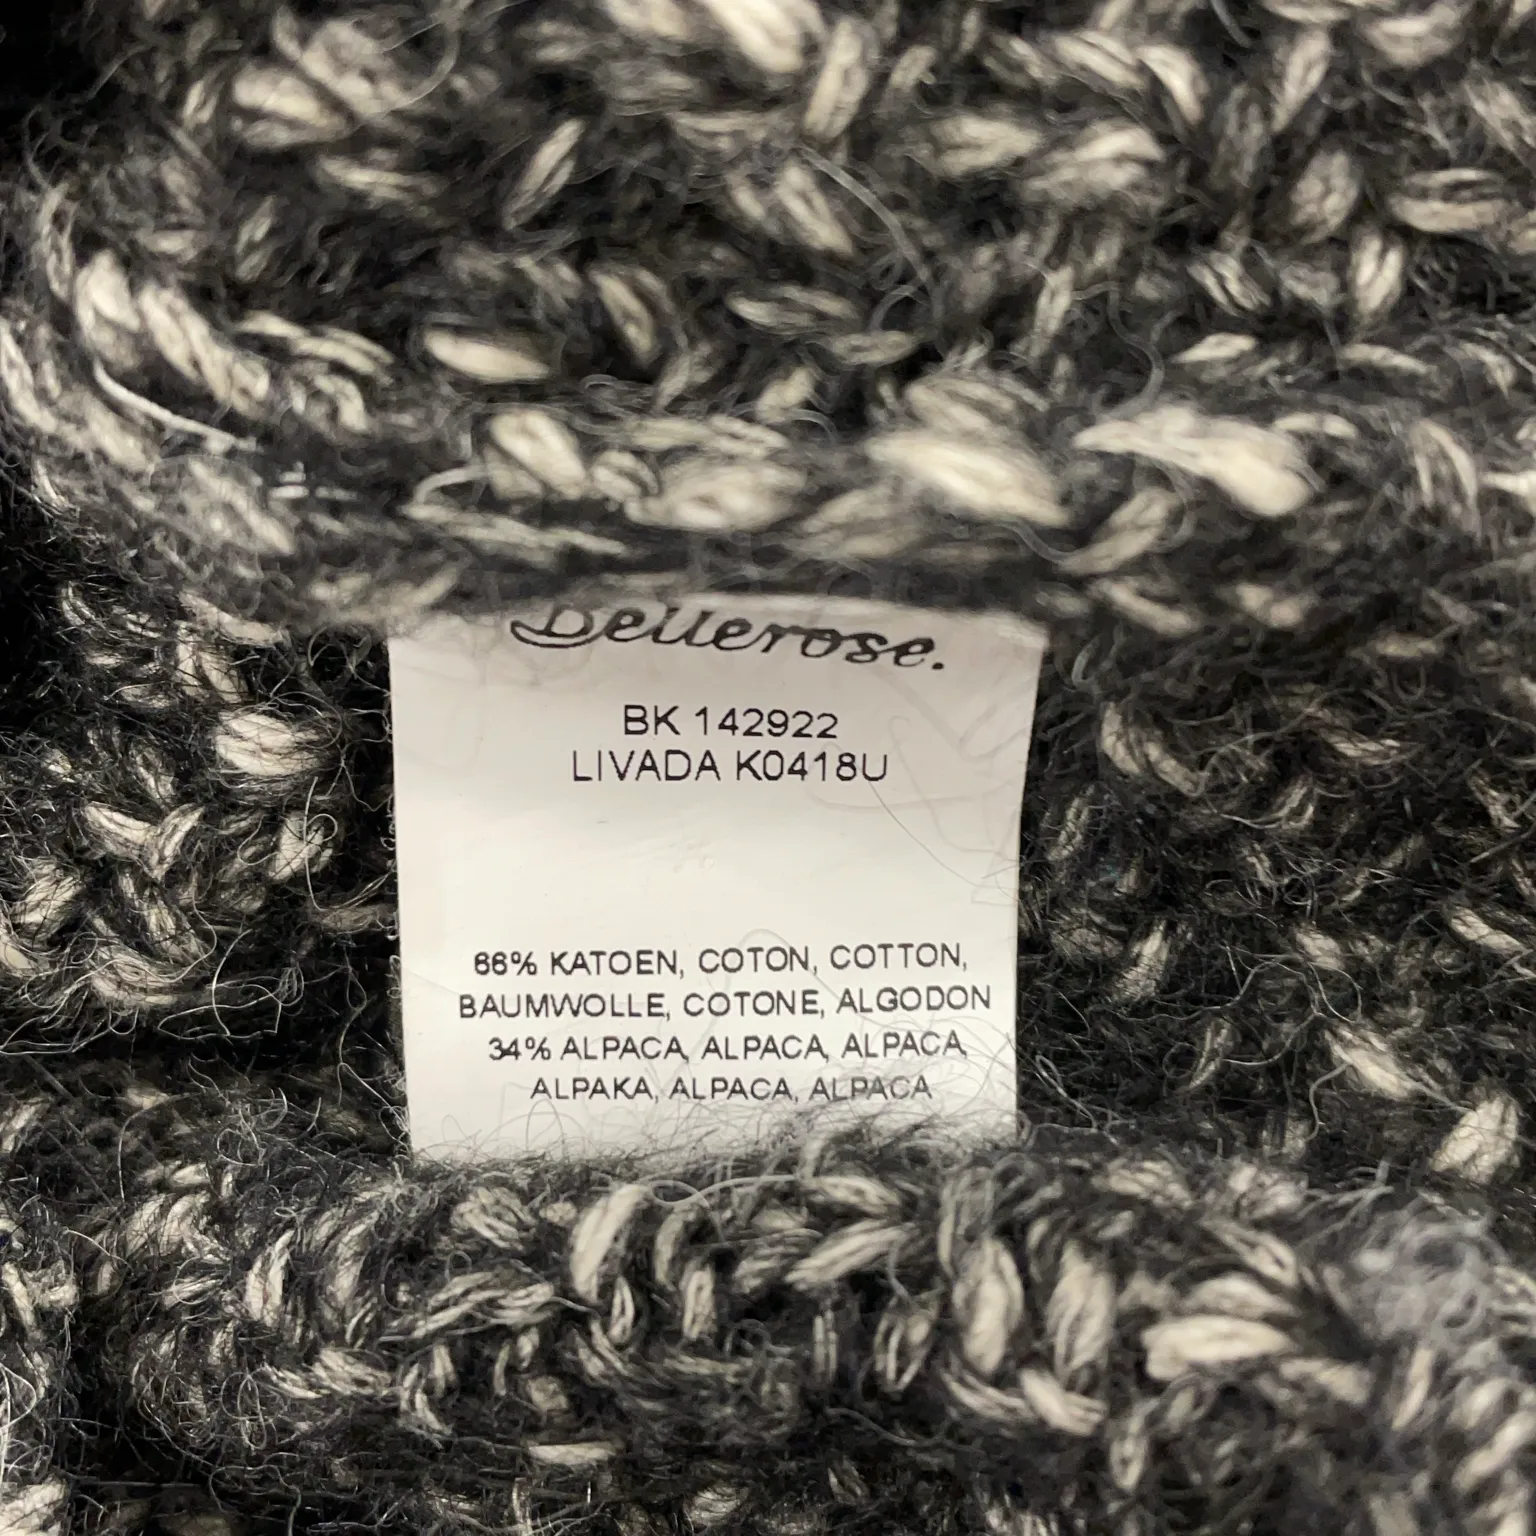 Bellerose.
BK 142922
LIVADA K0418U
66% KATOEN, COTON, COTTON,
BAUMWOLLE, COTONE, ALGODON
34% ALPACA, ALPACA, ALPACA,
ALPAKA, ALPACA, ALPACA